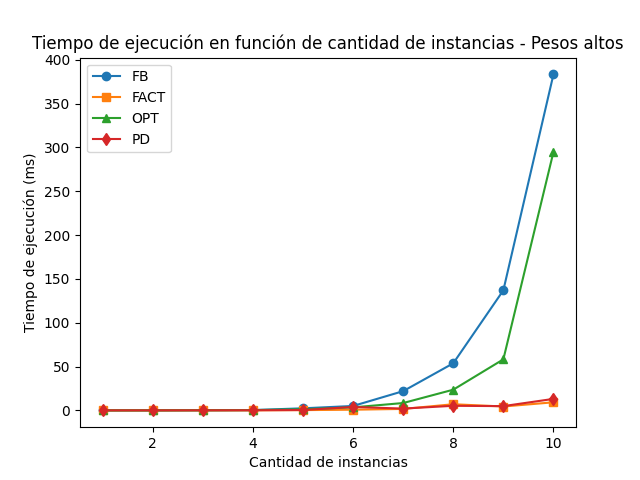 Tiempo de ejecución en función de cantidad de instancias - Pesos altos
FB
FACT
OPT
PD
400
350
300
250
200
150
100
50
0
Tiempo de ejecución (ms)
2
4
6
8
10
Cantidad de instancias